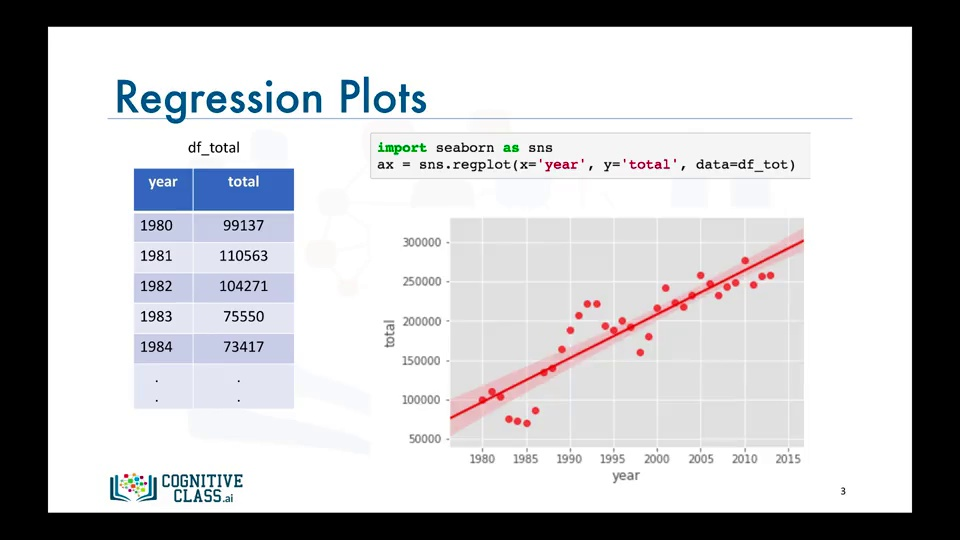 Regression Plots
df_total
year total
1980 99137
1981 110563
1982 104271
1983 75550
1984 73417
. .
. .
import seaborn as sns
ax = sns.regplot(x='year', y='total', data=df_tot)
300000
250000
200000
150000
100000
50000
total
1980 1985 1990 1995 2000 2005 2010 2015
year
COGNITIVE
CLASS.ai
3